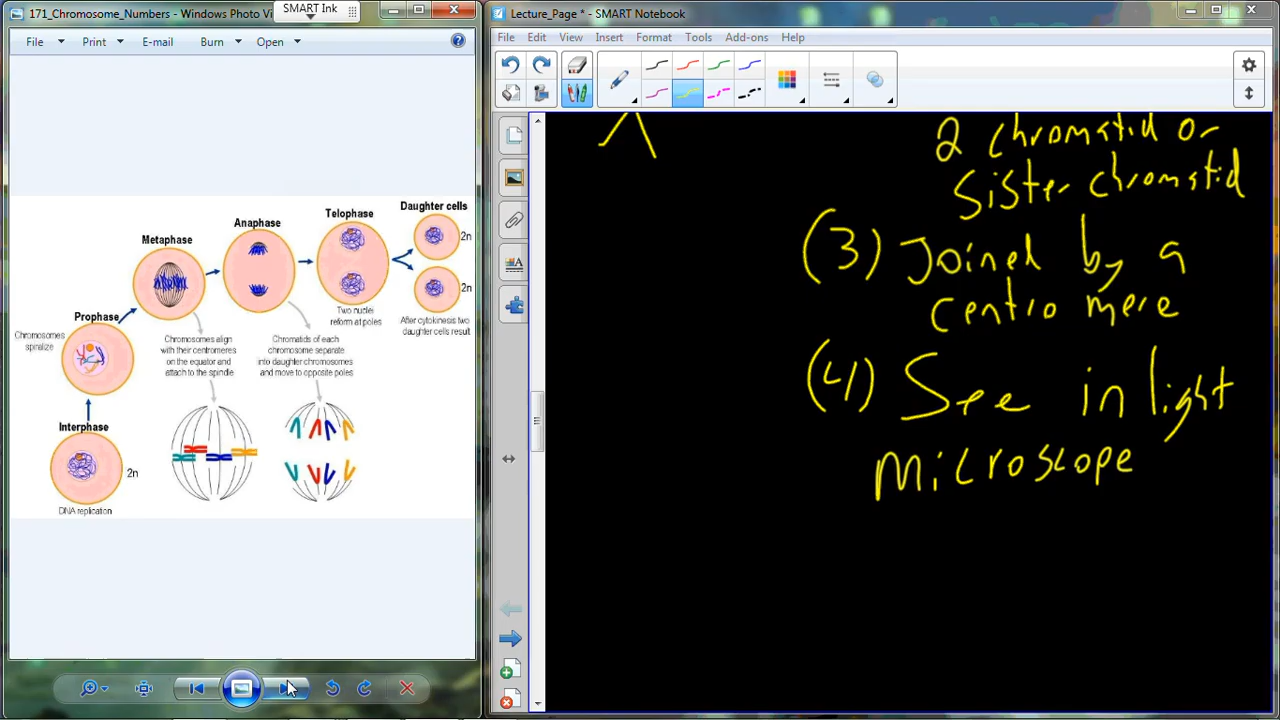 171_Chromosome_Numbers - Windows Photo Vi
SMART Ink
File Print E-mail Burn Open
Daughter cells
Telophase
Anaphase
2n
Metaphase
2n
Two nuclei
reform at poles
After cytokinesis two
daughter cells result
Prophase
Chromosomes
spiralize
Chromosomes align
with their centromeres
on the equator and
attach to the spindle
Chromatids of each
chromosome separate
into daughter chromosomes
and move to opposite poles
Interphase
2n
DNA replication
Lecture_Page * - SMART Notebook
File Edit View Insert Format Tools Add-ons Help
2 chromatid or
sister chromatid
(3) Joined by a
centro mere
(4) See in light
Microscope